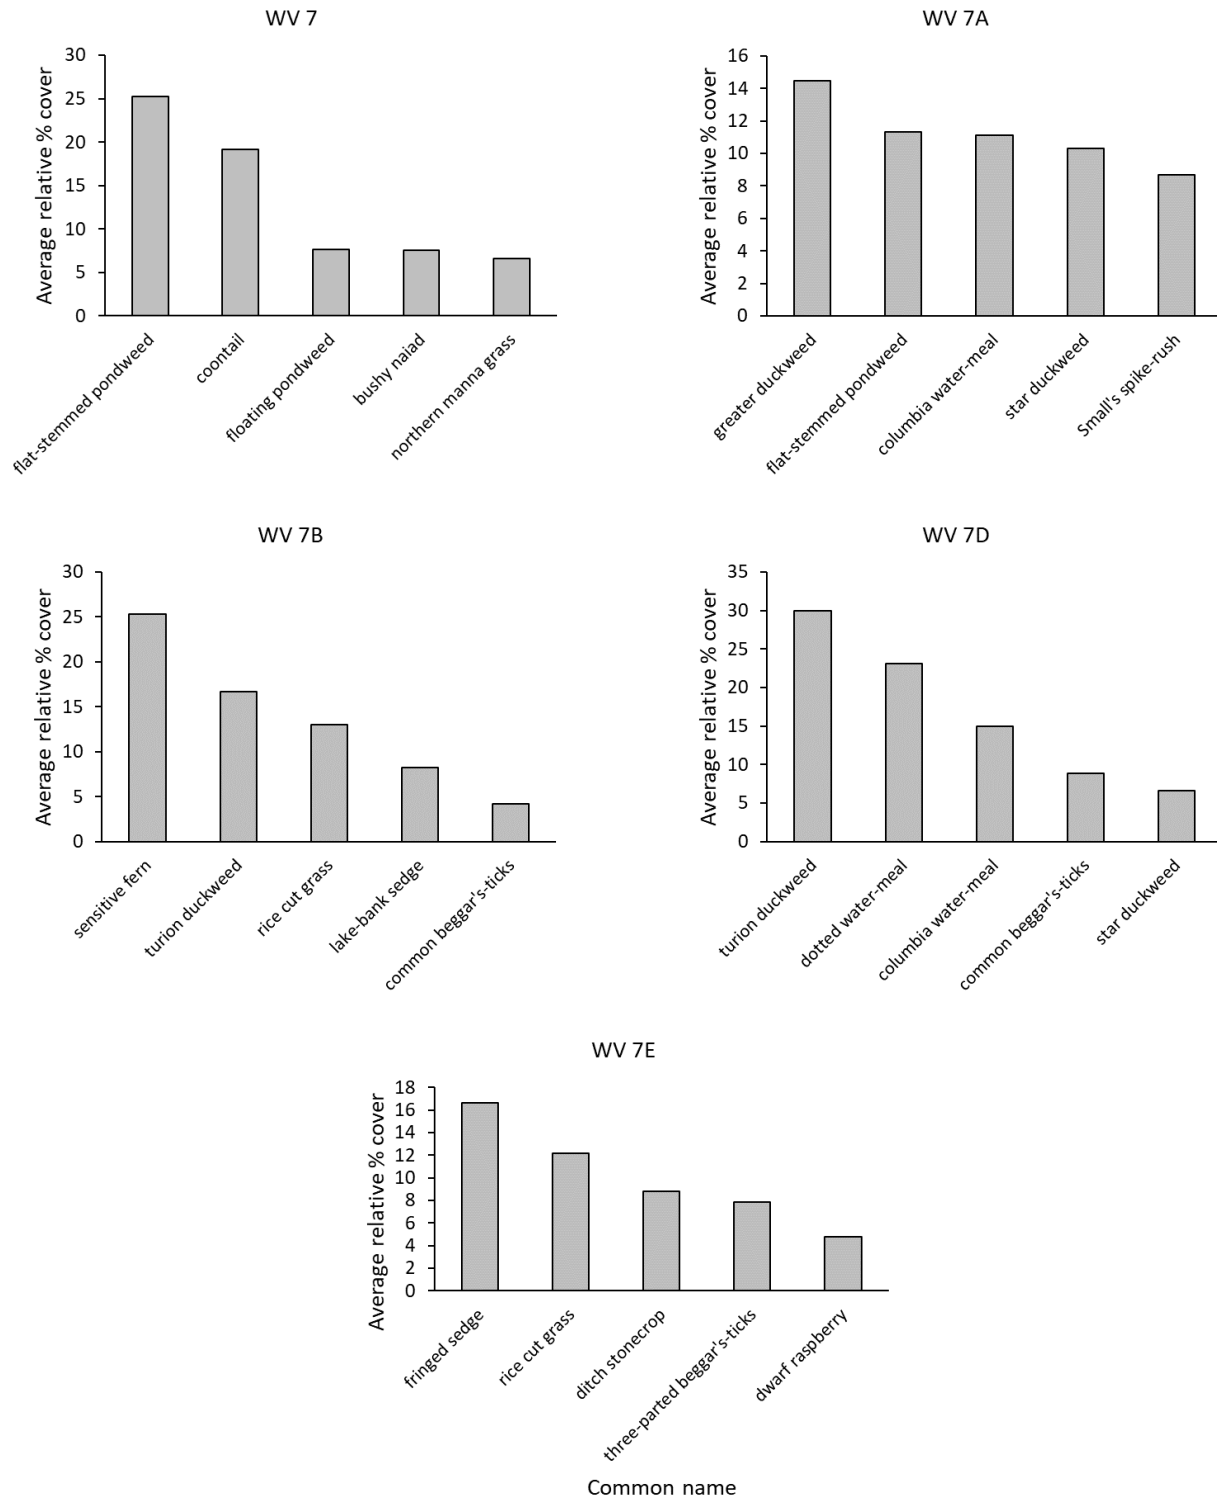 WV 7
Average relative % cover
30
25
20
15
10
5
0
flat-stemmed pondweed
coontail
floating pondweed
bushy naiad
northern manna grass
WV 7A
Average relative % cover
16
14
12
10
8
6
4
2
0
greater duckweed
flat-stemmed pondweed
columbia water-meal
star duckweed
Small's spike-rush
WV 7B
Average relative % cover
30
25
20
15
10
5
0
sensitive fern
turion duckweed
rice cut grass
lake-bank sedge
common beggar's-ticks
WV 7D
Average relative % cover
35
30
25
20
15
10
5
0
turion duckweed
dotted water-meal
columbia water-meal
common beggar's-ticks
star duckweed
WV 7E
Average relative % cover
18
16
14
12
10
8
6
4
2
0
fringed sedge
rice cut grass
ditch stonecrop
three-parted beggar's-ticks
dwarf raspberry
Common name